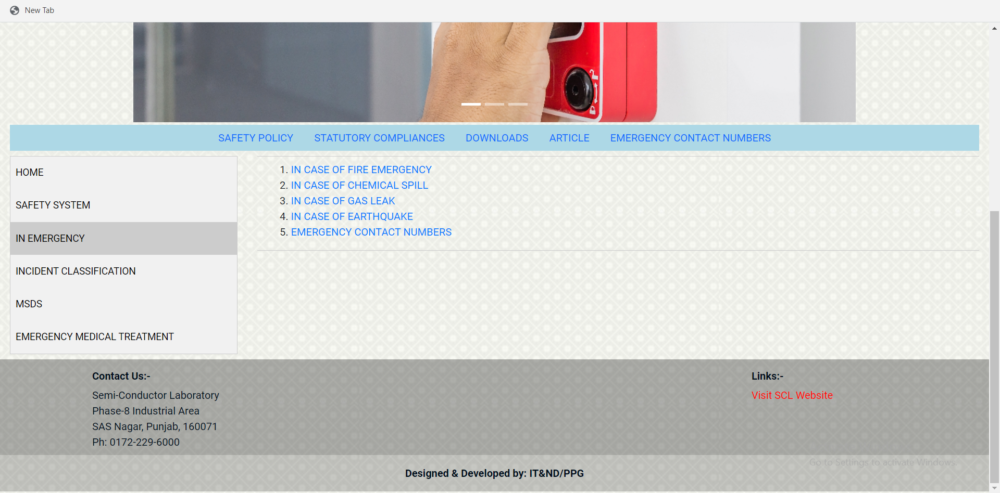 New Tab
SAFETY POLICY STATUTORY COMPLIANCES DOWNLOADS ARTICLE EMERGENCY CONTACT NUMBERS
HOME
SAFETY SYSTEM
IN EMERGENCY
INCIDENT CLASSIFICATION
MSDS
EMERGENCY MEDICAL TREATMENT
1. IN CASE OF FIRE EMERGENCY
2. IN CASE OF CHEMICAL SPILL
3. IN CASE OF GAS LEAK
4. IN CASE OF EARTHQUAKE
5. EMERGENCY CONTACT NUMBERS
Contact Us:-
Semi-Conductor Laboratory
Phase-8 Industrial Area
SAS Nagar, Punjab, 160071
Ph: 0172-229-6000
Links:-
Visit SCL Website
Go to Settings to activate Windows.
Designed & Developed by: IT&ND/PPG